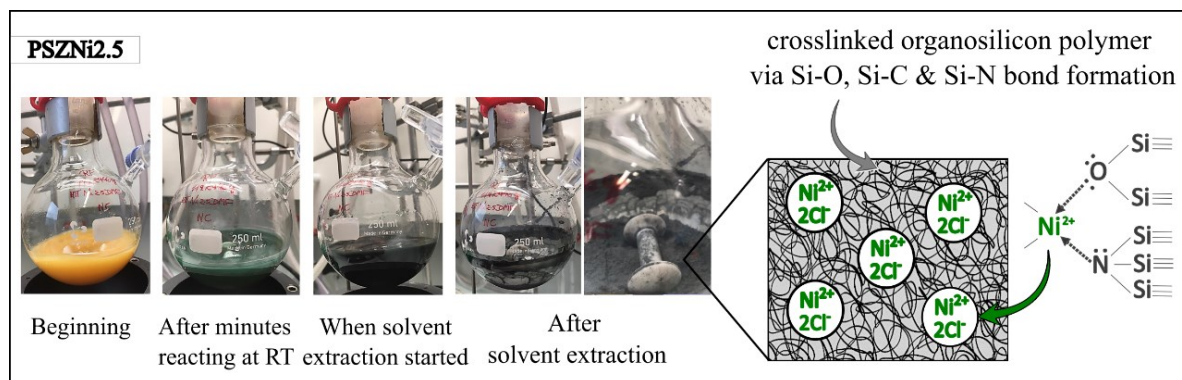 PSZNi2.5
crosslinked organosilicon polymer
via Si-O, Si-C & Si-N bond formation
250 ml
250 ml
250 ml
250 ml
Beginning
After minutes
reacting at RT
When solvent
extraction started
After
solvent extraction
Ni²⁺
2Cl⁻
Ni²⁺
2Cl⁻
Ni²⁺
2Cl⁻
Ni²⁺
2Cl⁻
Ni²⁺
2Cl⁻
Ni²⁺
Si
O
Si
N
Si
Si
Si